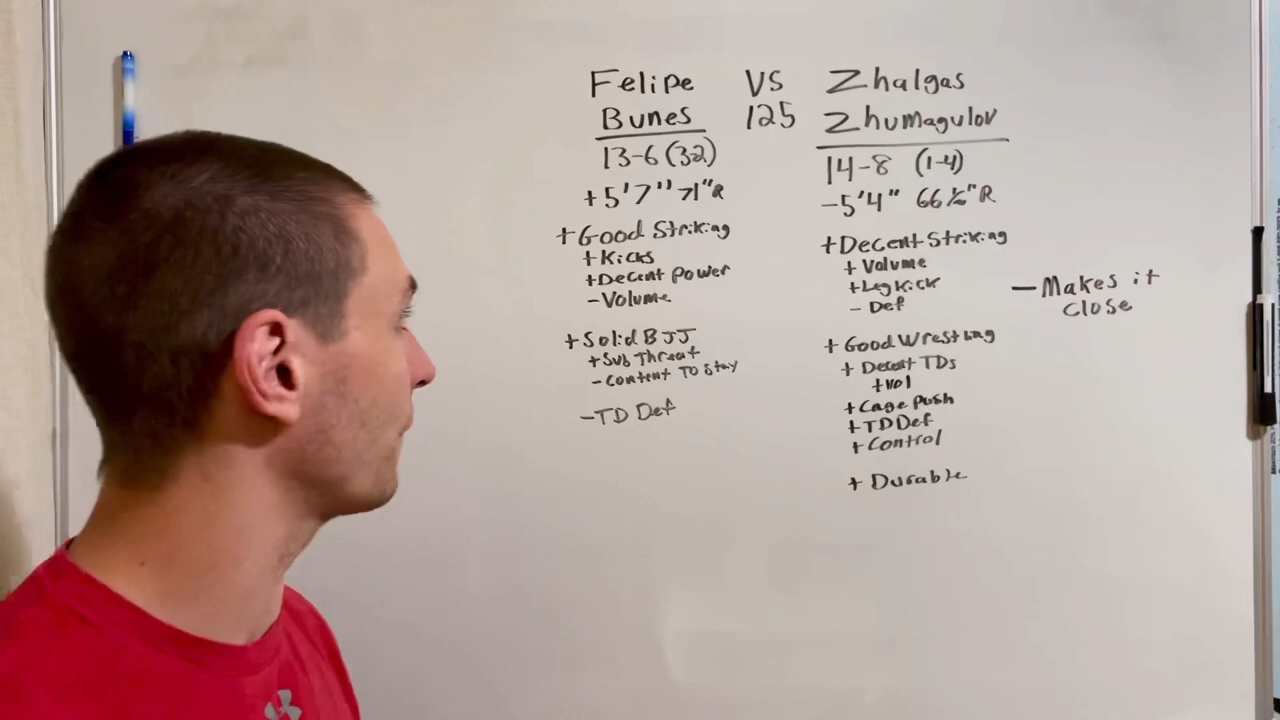 Felipe VS Zhalgas
Bunes 125 Zhumagulov
13-6 (3-2)
+5'7" 71"R
+Good Striking
+Kicks
+Decent Power
-Volume
+Solid BJJ
+Sub Threat
-Content To Stay
-TD Def
14-8 (1-4)
-5'4" 66½"R
+Decent Striking
+Volume
+Leg Kick
-Def
+Good Wrestling
+Decent TDs
+Vol
+Cage Push
+TD Def
+Control
+Durable
-Makes it
Close